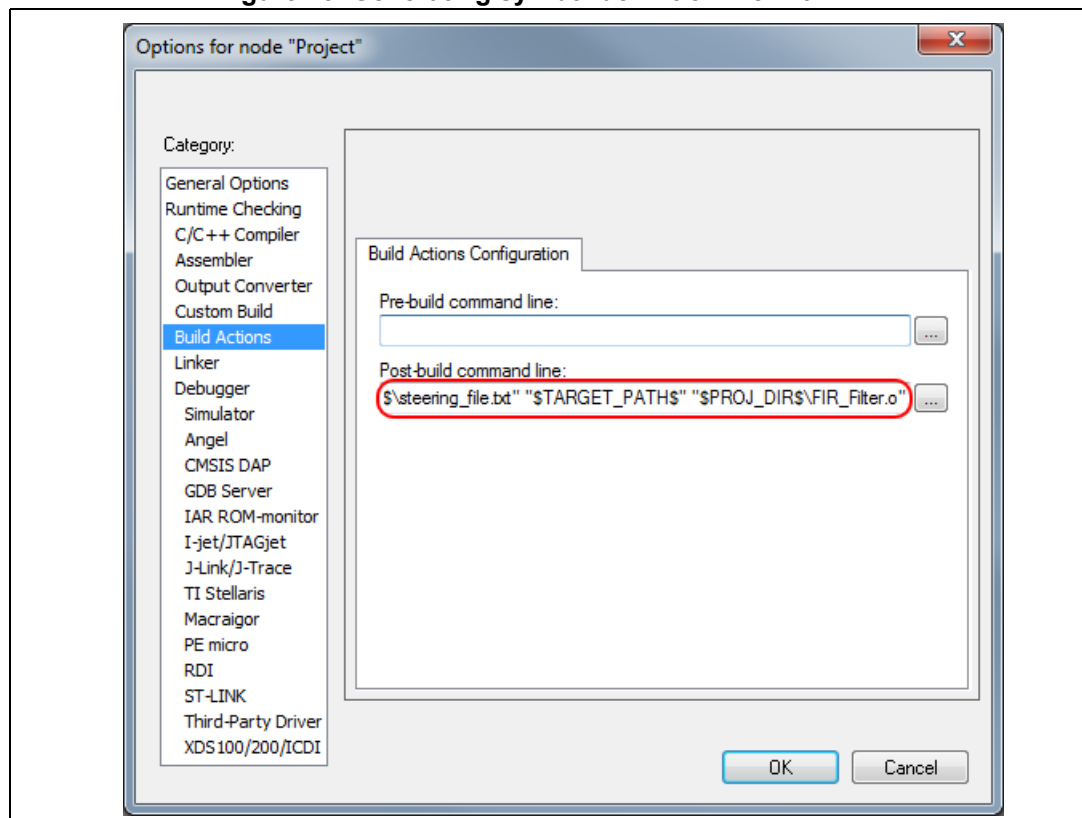 Options for node "Project"
Category:
General Options
Runtime Checking
C/C++ Compiler
Assembler
Output Converter
Custom Build
Build Actions
Linker
Debugger
Simulator
Angel
CMSIS DAP
GDB Server
IAR ROM-monitor
I-jet/JTAGjet
J-Link/J-Trace
TI Stellaris
Macraigor
PE micro
RDI
ST-LINK
Third-Party Driver
XDS100/200/ICDI
Build Actions Configuration
Pre-build command line:
...
Post-build command line:
$\steering_file.txt" "$TARGET_PATH$" "$PROJ_DIR$\FIR_Filter.o"
...
OK
Cancel